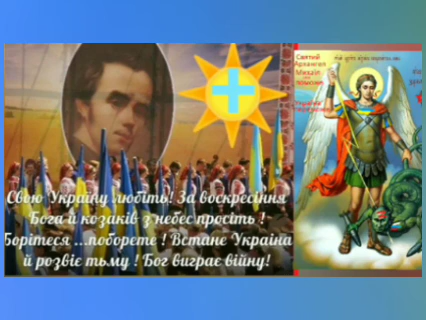 Свою Україну любіть! За воскресіння
Бога й козаків з небес просіть !
Борітеся ...поборете ! Встане Україна
й розвіє тьму ! Бог виграє війну!
Святий
Архангел
Михаїл